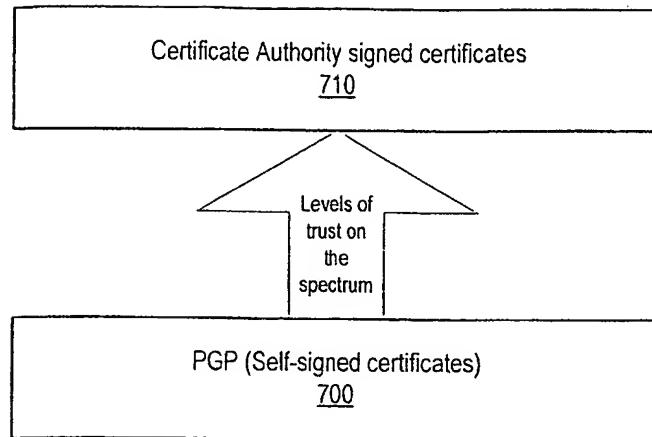 Certificate Authority signed certificates
710
Levels of
trust on
the
spectrum
PGP (Self-signed certificates)
700